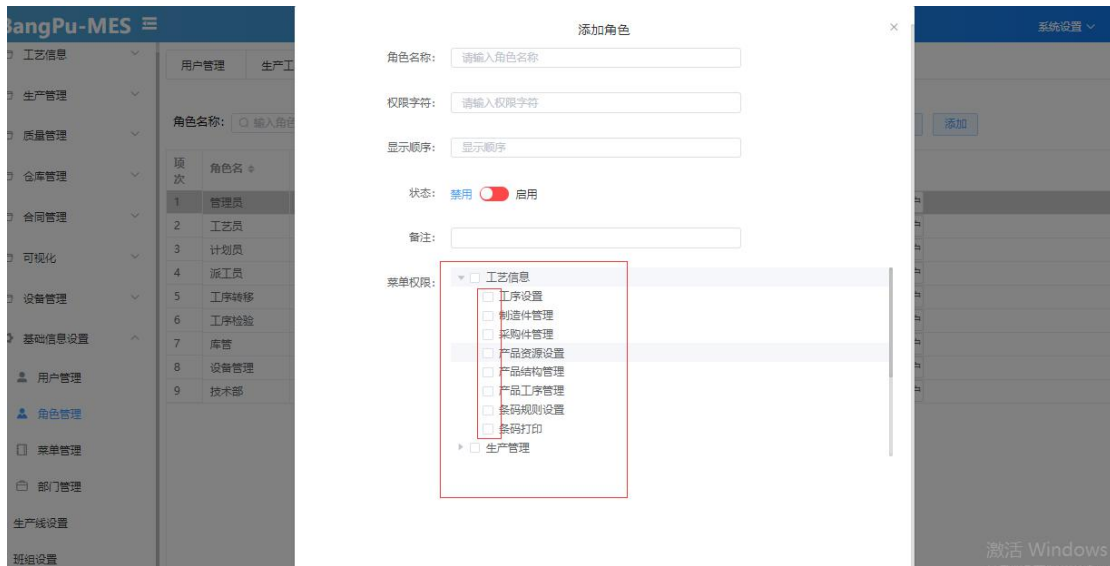 BangPu-MES
系统设置
添加角色
工艺信息
生产管理
质量管理
仓库管理
合同管理
可视化
设备管理
基础信息设置
用户管理
角色管理
菜单管理
部门管理
生产线设置
班组设置
用户管理 生产工
角色名称: 输入角色
添加
项次 角色名
1 管理员
2 工艺员
3 计划员
4 派工员
5 工序转移
6 工序检验
7 库管
8 设备管理
9 技术部
角色名称: 请输入角色名称
权限字符: 请输入权限字符
显示顺序: 显示顺序
状态: 禁用 启用
备注:
菜单权限: 工艺信息
工序设置
制造件管理
采购件管理
产品资源设置
产品结构管理
产品工序管理
条码规则设置
条码打印
生产管理
激活 Windows